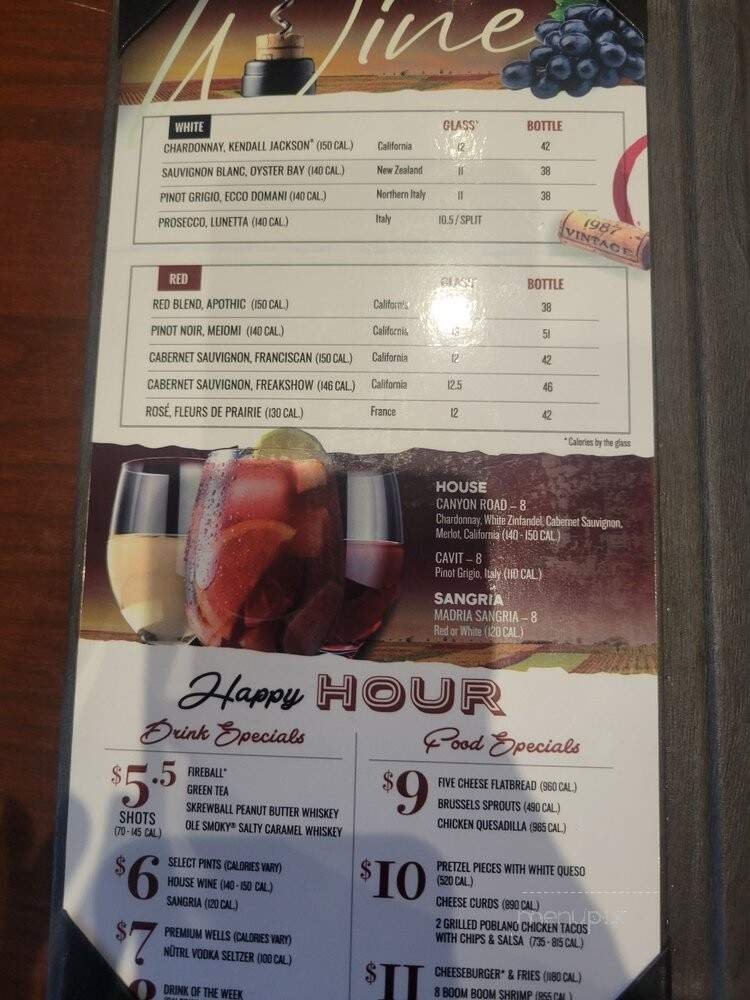 Wine
WHITE GLASS* BOTTLE
CHARDONNAY, KENDALL JACKSON® (150 CAL.) California 12 42
SAUVIGNON BLANC, OYSTER BAY (140 CAL.) New Zealand 11 38
PINOT GRIGIO, ECCO DOMANI (140 CAL.) Northern Italy 11 38
PROSECCO, LUNETTA (140 CAL.) Italy 10.5 / SPLIT
1987
VINTAGE
RED GLASS* BOTTLE
RED BLEND, APOTHIC (150 CAL.) California 38
PINOT NOIR, MEIOMI (140 CAL.) California 51
CABERNET SAUVIGNON, FRANCISCAN (150 CAL.) California 12 42
CABERNET SAUVIGNON, FREAKSHOW (146 CAL.) California 12.5 46
ROSÉ, FLEURS DE PRAIRIE (130 CAL.) France 12 42
* Calories by the glass
HOUSE
CANYON ROAD – 8
Chardonnay, White Zinfandel, Cabernet Sauvignon,
Merlot, California (140 - 150 CAL.)
CAVIT – 8
Pinot Grigio, Italy (110 CAL.)
SANGRIA
MADRIA SANGRIA – 8
Red or White (120 CAL.)
Happy HOUR
Drink Specials
$5.5
SHOTS
(70 - 145 CAL.)
FIREBALL*
GREEN TEA
SKREWBALL PEANUT BUTTER WHISKEY
OLE SMOKY® SALTY CARAMEL WHISKEY
$6
SELECT PINTS (CALORIES VARY)
HOUSE WINE (140 - 150 CAL.)
SANGRIA (120 CAL.)
$7
PREMIUM WELLS (CALORIES VARY)
NÜTRL VODKA SELTZER (100 CAL.)
DRINK OF THE WEEK
Food Specials
$9
FIVE CHEESE FLATBREAD (960 CAL.)
BRUSSELS SPROUTS (490 CAL.)
CHICKEN QUESADILLA (965 CAL.)
$10
PRETZEL PIECES WITH WHITE QUESO
(520 CAL.)
CHEESE CURDS (890 CAL.)
2 GRILLED POBLANO CHICKEN TACOS
WITH CHIPS & SALSA (735 - 815 CAL.)
$11
CHEESEBURGER* & FRIES (1180 CAL.)
8 BOOM BOOM SHRIMP (855 CAL.)